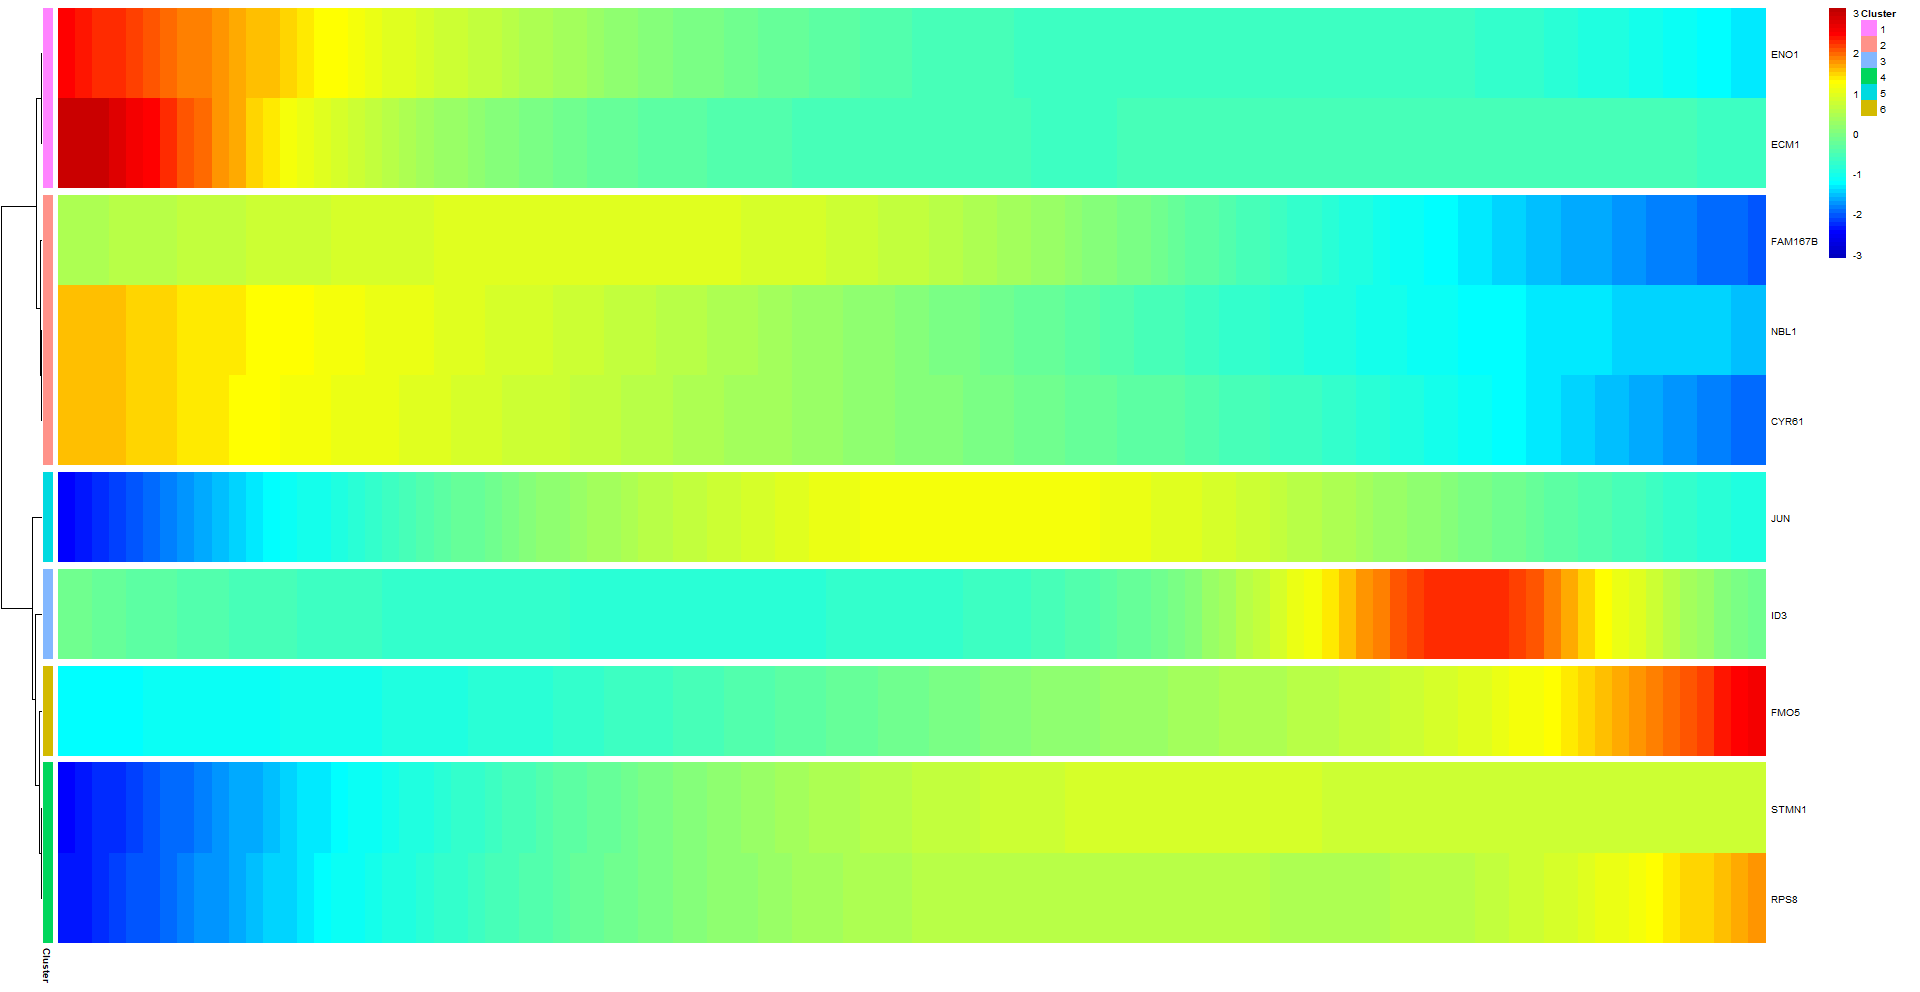 ENO1
ECM1
FAM167B
NBL1
CYR61
JUN
ID3
FMO5
STMN1
RPS8
Cluster
3
2
1
0
-1
-2
-3
Cluster
1
2
3
4
5
6